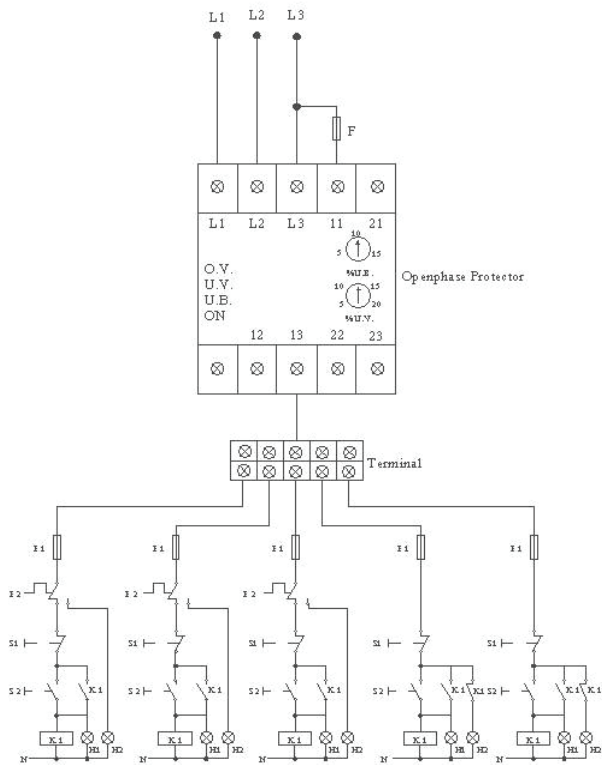 L1 L2 L3
F
L1 L2 L3 11 21
10
5 15
%U.B.
O.V.
U.V.
U.B.
ON
10 15
5 20
%U.V.
Openphase Protector
12 13 22 23
Terminal
F1 F1 F1 F1 F1
F2 F2 F2
S1 S1 S1 S1 S1
S2 K1 S2 K1 S2 K1 S2 K1 K1 S2 K1 K1
K1 K1 K1 K1 K1
N H1 H2 N H1 H2 N H1 H2 N H1 H2 N H1 H2